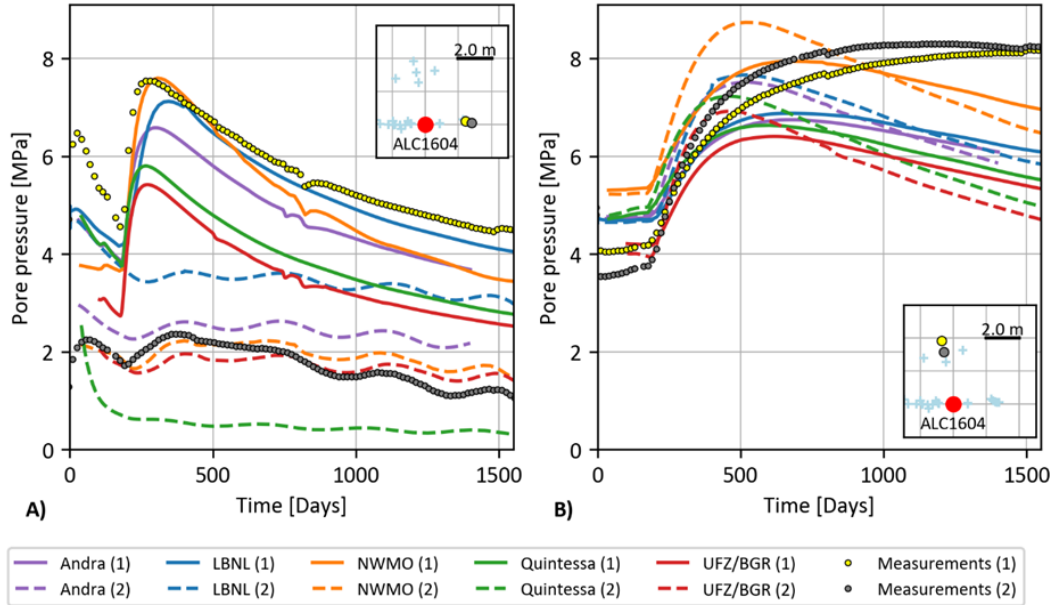 8
6
4
2
0
Pore pressure [MPa]
2.0 m
ALC1604
0 500 1000 1500
Time [Days]
A)
8
6
4
2
0
Pore pressure [MPa]
2.0 m
ALC1604
0 500 1000 1500
Time [Days]
B)
Andra (1) LBNL (1) NWMO (1) Quintessa (1) UFZ/BGR (1) Measurements (1)
Andra (2) LBNL (2) NWMO (2) Quintessa (2) UFZ/BGR (2) Measurements (2)